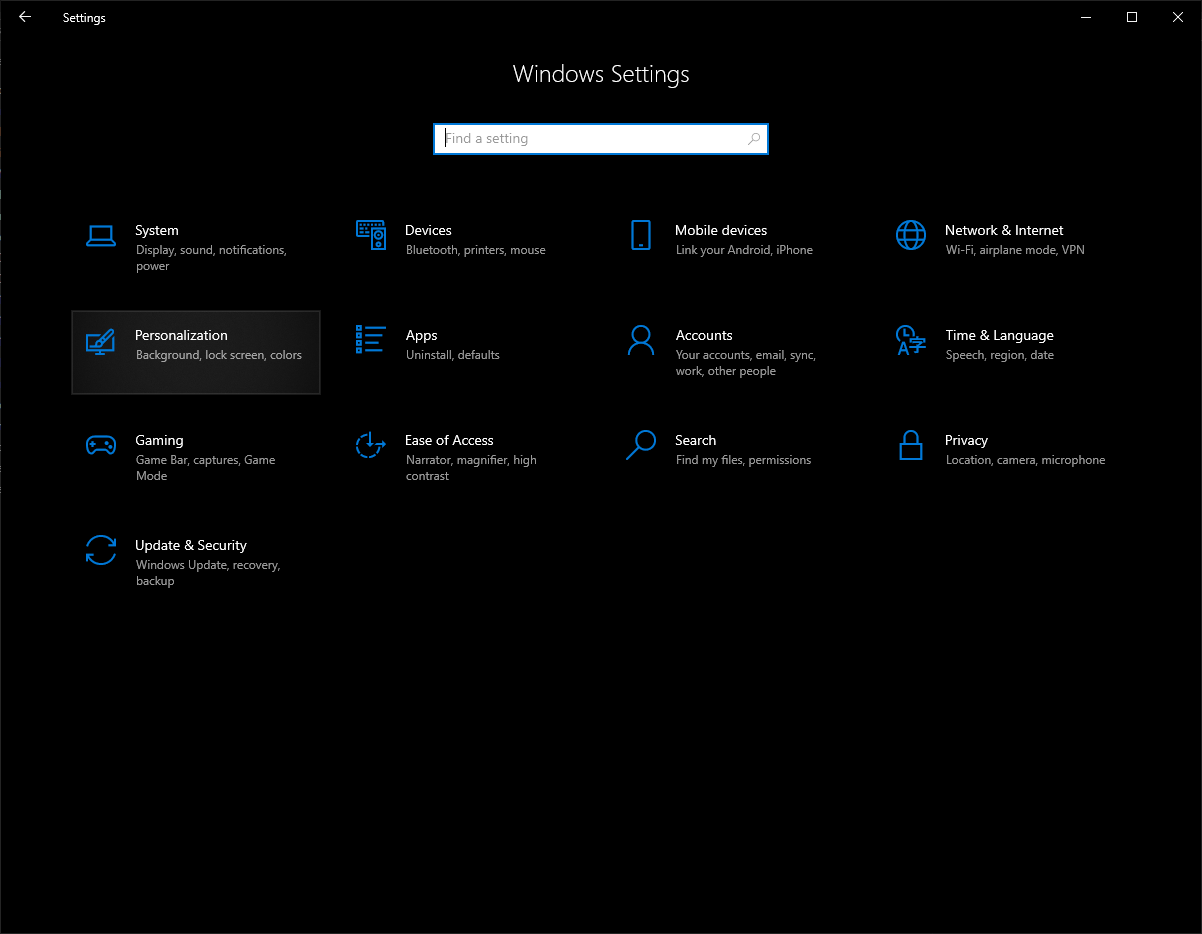 Settings
Windows Settings
Find a setting
System
Display, sound, notifications,
power
Devices
Bluetooth, printers, mouse
Mobile devices
Link your Android, iPhone
Network & Internet
Wi-Fi, airplane mode, VPN
Personalization
Background, lock screen, colors
Apps
Uninstall, defaults
Accounts
Your accounts, email, sync,
work, other people
Time & Language
Speech, region, date
Gaming
Game Bar, captures, Game
Mode
Ease of Access
Narrator, magnifier, high
contrast
Search
Find my files, permissions
Privacy
Location, camera, microphone
Update & Security
Windows Update, recovery,
backup